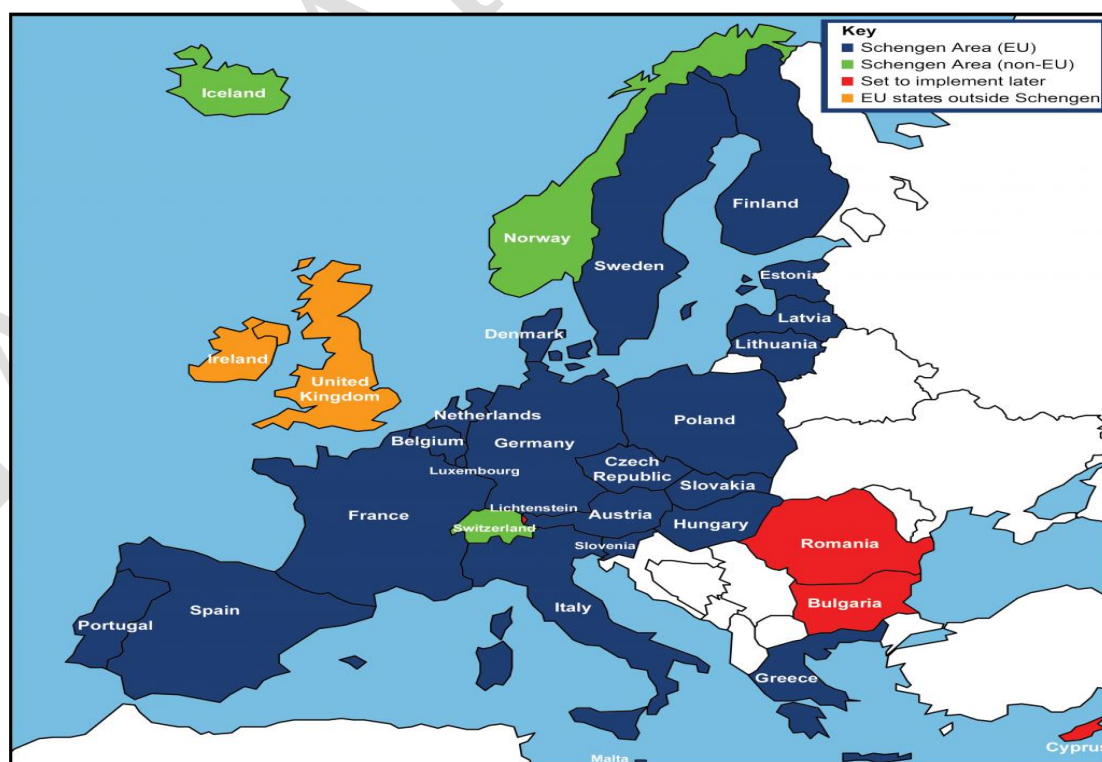 Key
Schengen Area (EU)
Schengen Area (non-EU)
Set to implement later
EU states outside Schengen
Iceland
Norway
Sweden
Finland
Estonia
Latvia
Lithuania
Denmark
Ireland
United
Kingdom
Netherlands
Belgium
Germany
Poland
Luxembourg
Czech
Republic
Slovakia
France
Lichtenstein
Switzerland
Austria
Hungary
Slovenia
Romania
Bulgaria
Italy
Spain
Portugal
Greece
Malta
Cyprus